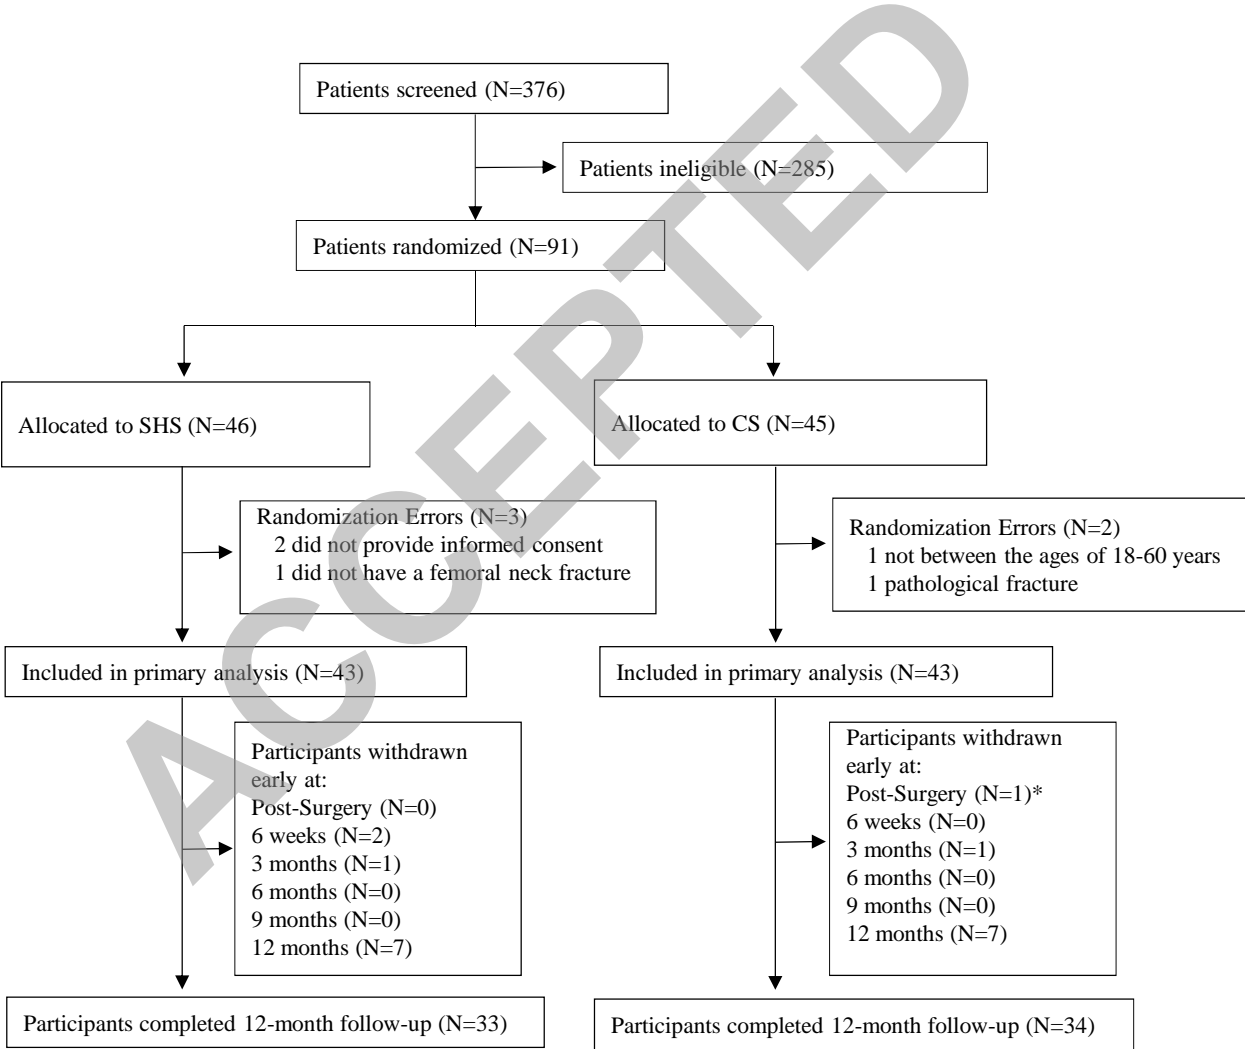 Patients screened (N=376)
Patients ineligible (N=285)
Patients randomized (N=91)
Allocated to SHS (N=46)
Allocated to CS (N=45)
Randomization Errors (N=3)
2 did not provide informed consent
1 did not have a femoral neck fracture
Randomization Errors (N=2)
1 not between the ages of 18-60 years
1 pathological fracture
Included in primary analysis (N=43)
Included in primary analysis (N=43)
Participants withdrawn
early at:
Post-Surgery (N=0)
6 weeks (N=2)
3 months (N=1)
6 months (N=0)
9 months (N=0)
12 months (N=7)
Participants withdrawn
early at:
Post-Surgery (N=1)*
6 weeks (N=0)
3 months (N=1)
6 months (N=0)
9 months (N=0)
12 months (N=7)
Participants completed 12-month follow-up (N=33)
Participants completed 12-month follow-up (N=34)
ACCEPTED